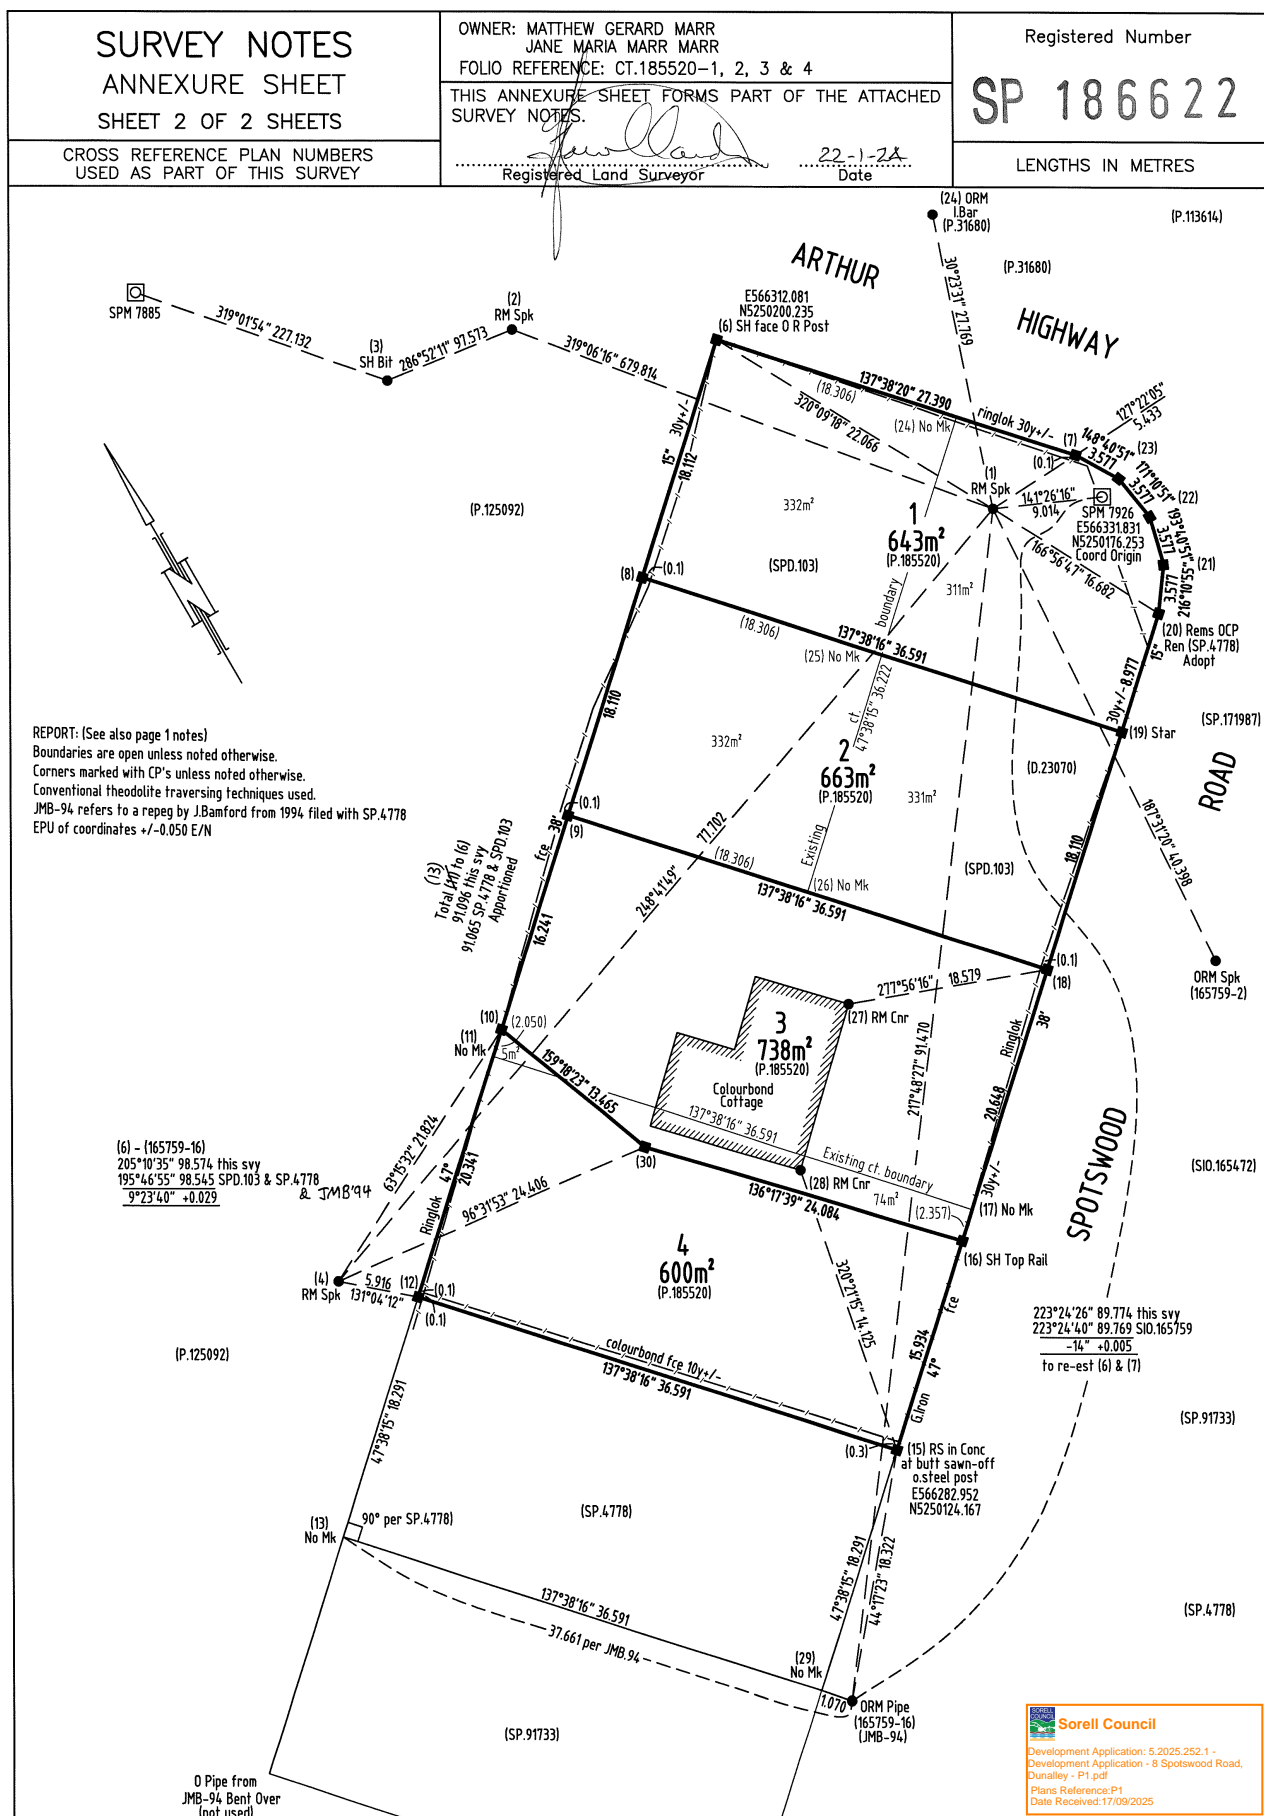 SURVEY NOTES
ANNEXURE SHEET
SHEET 2 OF 2 SHEETS
CROSS REFERENCE PLAN NUMBERS
USED AS PART OF THIS SURVEY
OWNER: MATTHEW GERARD MARR
JANE MARIA MARR MARR
FOLIO REFERENCE: CT.185520-1, 2, 3 & 4
THIS ANNEXURE SHEET FORMS PART OF THE ATTACHED
SURVEY NOTES.
Registered Land Surveyor
22-1-24
Date
Registered Number
SP 186622
LENGTHS IN METRES
(24) ORM
I.Bar
(P.31680)
(P.113614)
ARTHUR
HIGHWAY
(P.31680)
30°23'31" 27.769
SPM 7885
319°01'54" 227.132
(3)
SH Bit
286°52'11" 97.573
(2)
RM Spk
319°06'16" 679.814
E566312.081
N5250200.235
(6) SH face O R Post
137°38'20" 27.390
(18.306)
320°09'18" 22.066
(24) No Mk
ringlok 30y+/-
127°22'05"
5.433
(7)
(0.1)
148°40'51"
3.577
(23)
171°10'51"
3.577
(22)
193°40'51"
3.577
(21)
216°10'55"
3.577
(1)
RM Spk
141°26'16"
9.014
SPM 7926
E566331.831
N5250176.253
Coord Origin
(166°56'47" 16.682
(20) Rems OCP
Ren (SP.4778)
Adopt
15"
30y+/-
18.112
(P.125092)
332m²
1
643m²
(P.185520)
(SPD.103)
311m²
boundary
(8)
(0.1)
(18.306)
137°38'16" 36.591
(25) No Mk
15"
30y+/-
8.977
(19) Star
(SP.171987)
ROAD
18.110
ct.
47°38'15" 36.222
332m²
2
663m²
(P.185520)
331m²
(D.23070)
187°31'20" 40.398
REPORT: (See also page 1 notes)
Boundaries are open unless noted otherwise.
Corners marked with CP's unless noted otherwise.
Conventional theodolite traversing techniques used.
JMB-94 refers to a repeg by J.Bamford from 1994 filed with SP.4778
EPU of coordinates +/-0.050 E/N
(0.1)
(9)
38'
fce
77.702
248°41'49"
Existing
(18.306)
(26) No Mk
137°38'16" 36.591
(SPD.103)
18.110
(13)
Total (11) to (6)
91.096 this svy
91.065 SP.4778 & SPD.103
Apportioned
16.241
(0.1)
(18)
ORM Spk
(165759-2)
277°56'16" 18.579
(27) RM Cnr
38'
Ringlok
(10)
(2.050)
(11)
No Mk
5m²
159°18'23" 13.465
3
738m²
(P.185520)
Colourbond
Cottage
137°38'16" 36.591
217°48'27" 91.470
20.648
SPOTSWOOD
(6) - (165759-16)
205°10'35" 98.574 this svy
195°46'55" 98.545 SPD.103 & SP.4778
& JMB'94
9°23'40" +0.029
63°15'32" 21.824
47°
20.341
Ringlok
96°31'53" 24.406
(30)
Existing ct. boundary
(28) RM Cnr
74m²
(2.357)
136°17'39" 24.084
30y+/-
(17) No Mk
(16) SH Top Rail
(SIO.165472)
4
600m²
(P.185520)
(4)
RM Spk
5.916
131°04'12"
(12)
(0.1)
(0.1)
320°21'15" 14.125
fce
15.934
47°
G.Iron
223°24'26" 89.774 this svy
223°24'40" 89.769 SIO.165759
-14" +0.005
to re-est (6) & (7)
(P.125092)
colourbond fce 10y+/-
137°38'16" 36.591
47°38'15" 18.291
(0.3)
(15) RS in Conc
at butt sawn-off
o.steel post
E566282.952
N5250124.167
(SP.91733)
(SP.4778)
(13)
No Mk
90° per SP.4778)
137°38'16" 36.591
37.661 per JMB.94
47°38'15" 18.291
44°17'23" 18.322
(SP.4778)
(29)
No Mk
1.070
ORM Pipe
(165759-16)
(JMB-94)
(SP.91733)
O Pipe from
JMB-94 Bent Over
(not used)
SORELL
COUNCIL
Sorell Council
Development Application: 5.2025.252.1 -
Development Application - 8 Spotswood Road,
Dunalley - P1.pdf
Plans Reference:P1
Date Received:17/09/2025